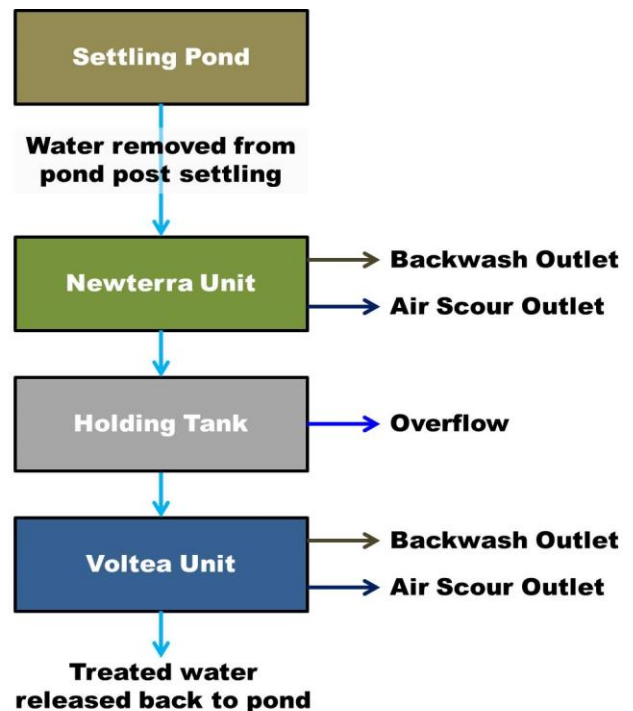 Settling Pond
Water removed from
pond post settling
Newterra Unit
Backwash Outlet
Air Scour Outlet
Holding Tank
Overflow
Voltea Unit
Backwash Outlet
Air Scour Outlet
Treated water
released back to pond